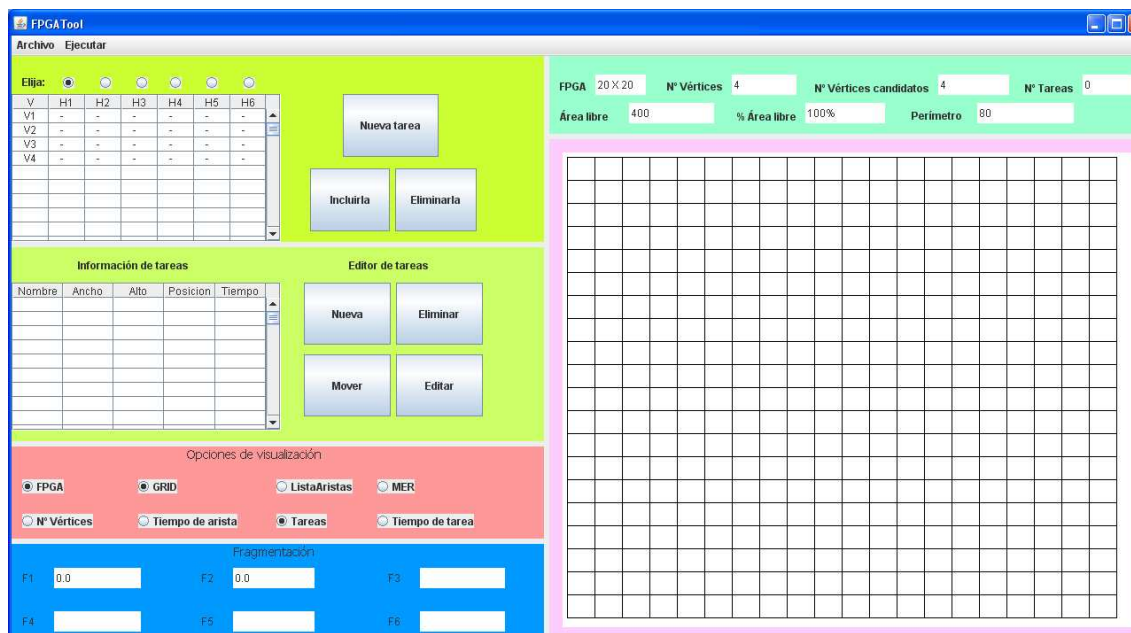 FPGATool
Archivo Ejecutar
Elija:
V H1 H2 H3 H4 H5 H6
V1 - - - - - -
V2 - - - - - -
V3 - - - - - -
V4 - - - - - -
Nueva tarea
Incluirla Eliminarla
FPGA 20 X 20 Nº Vértices 4 Nº Vértices candidatos 4 Nº Tareas 0
Área libre 400 % Área libre 100% Perímetro 80
Información de tareas
Nombre Ancho Alto Posicion Tiempo
Editor de tareas
Nueva Eliminar
Mover Editar
Opciones de visualización
FPGA GRID ListaAristas MER
Nº Vértices Tiempo de arista Tareas Tiempo de tarea
Fragmentación
F1 0.0 F2 0.0 F3
F4 F5 F6